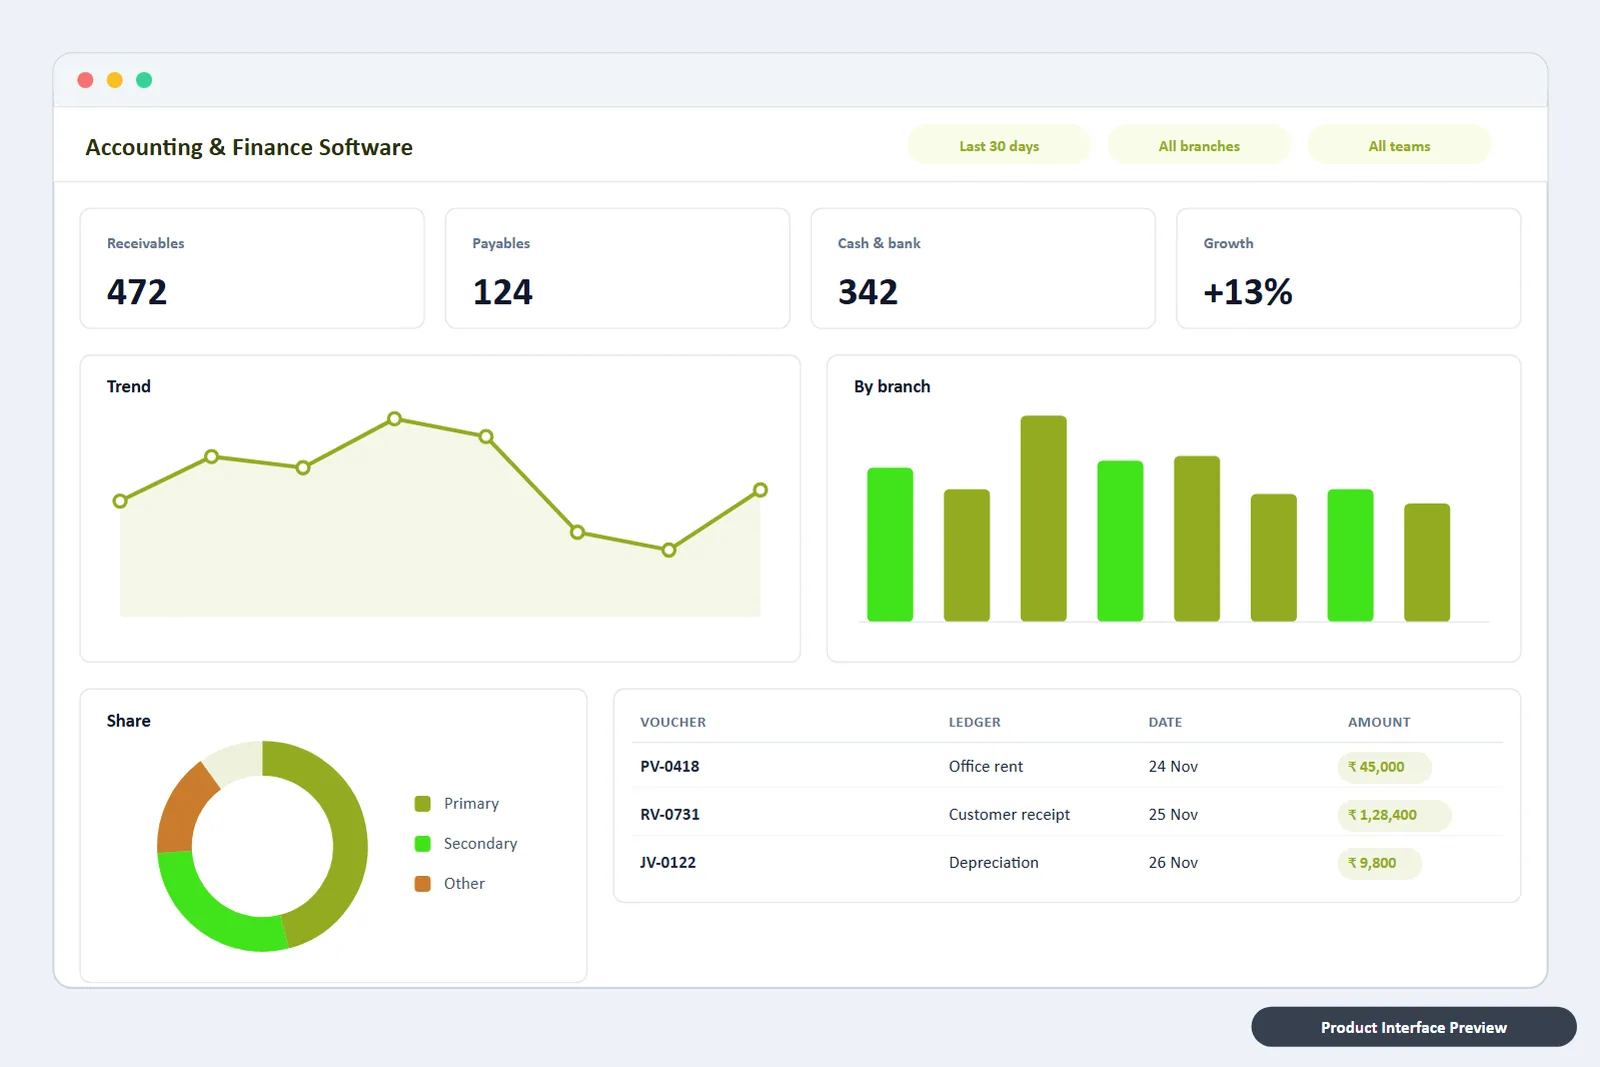 Accounting & Finance Software
Last 30 days
All branches
All teams
Receivables
472
Payables
124
Cash & bank
342
Growth
+13%
Trend
By branch
Share
Primary
Secondary
Other
VOUCHER LEDGER DATE AMOUNT
PV-0418 Office rent 24 Nov ₹ 45,000
RV-0731 Customer receipt 25 Nov ₹ 1,28,400
JV-0122 Depreciation 26 Nov ₹ 9,800
Product Interface Preview